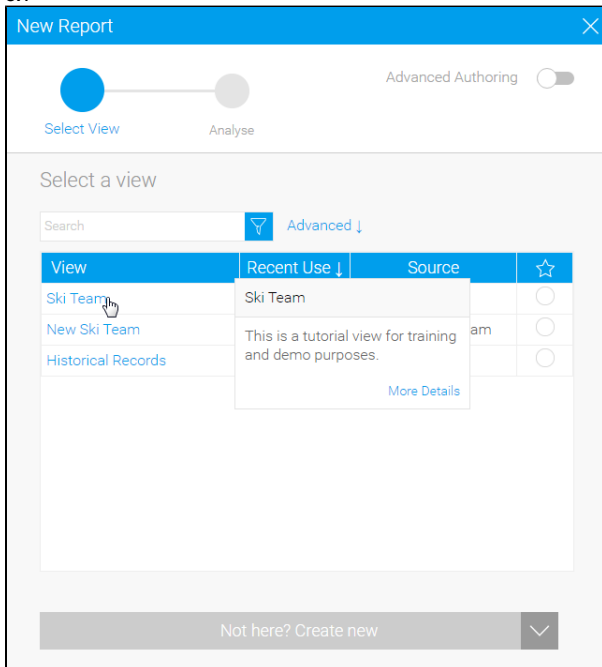 New Report
Advanced Authoring
Select View
Analyse
Select a view
Search
Advanced ↓
View Recent Use ↓ Source
Ski Team
Ski Team
New Ski Team
This is a tutorial view for training
am
and demo purposes.
Historical Records
More Details
Not here? Create new